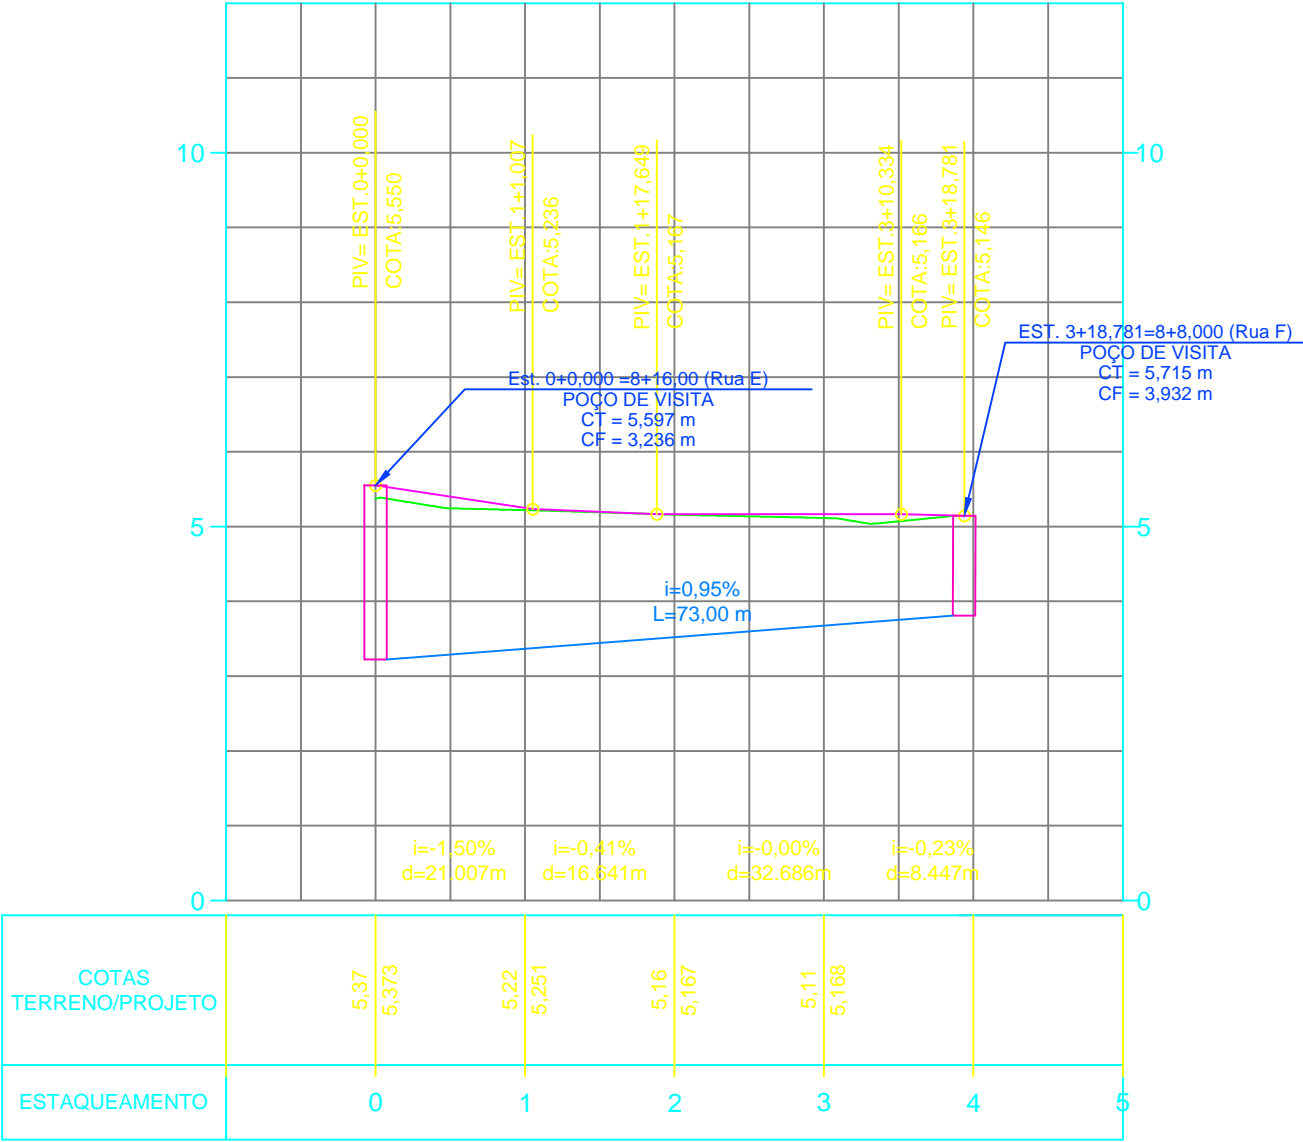 10
10
PIV= EST.0+0,000
COTA:5,550
PIV= EST.1+1,007
COTA:5,236
PIV= EST.1+17,649
COTA:5,167
PIV= EST.3+10,334
COTA:5,166
PIV= EST.3+18,781
COTA:5,146
EST. 3+18,781=8+8,000 (Rua F)
POÇO DE VISITA
CT = 5,715 m
CF = 3,932 m
Est. 0+0,000 =8+16,00 (Rua E)
POÇO DE VISITA
CT = 5,597 m
CF = 3,236 m
5
5
i=0,95%
L=73,00 m
i=-1,50%
d=21.007m
i=-0,41%
d=16.641m
i=-0,00%
d=32.686m
i=-0,23%
d=8.447m
0
0
COTAS
TERRENO/PROJETO
5,37
5,373
5,22
5,251
5,16
5,167
5,11
5,168
ESTAQUEAMENTO
0
1
2
3
4
5